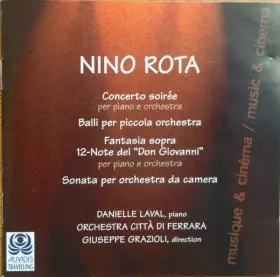 NINO ROTA
Concerto soirée
per piano e orchestra
Balli per piccola orchestra
Fantasia sopra
12-Note del "Don Giovanni"
per piano e orchestra
Sonata per orchestra da camera
DANIELLE LAVAL, piano
ORCHESTRA CITTÀ DI FERRARA
GIUSEPPE GRAZIOLI, direction
musique & cinéma / music & cinema
AUVIDIS
TRAVELLING